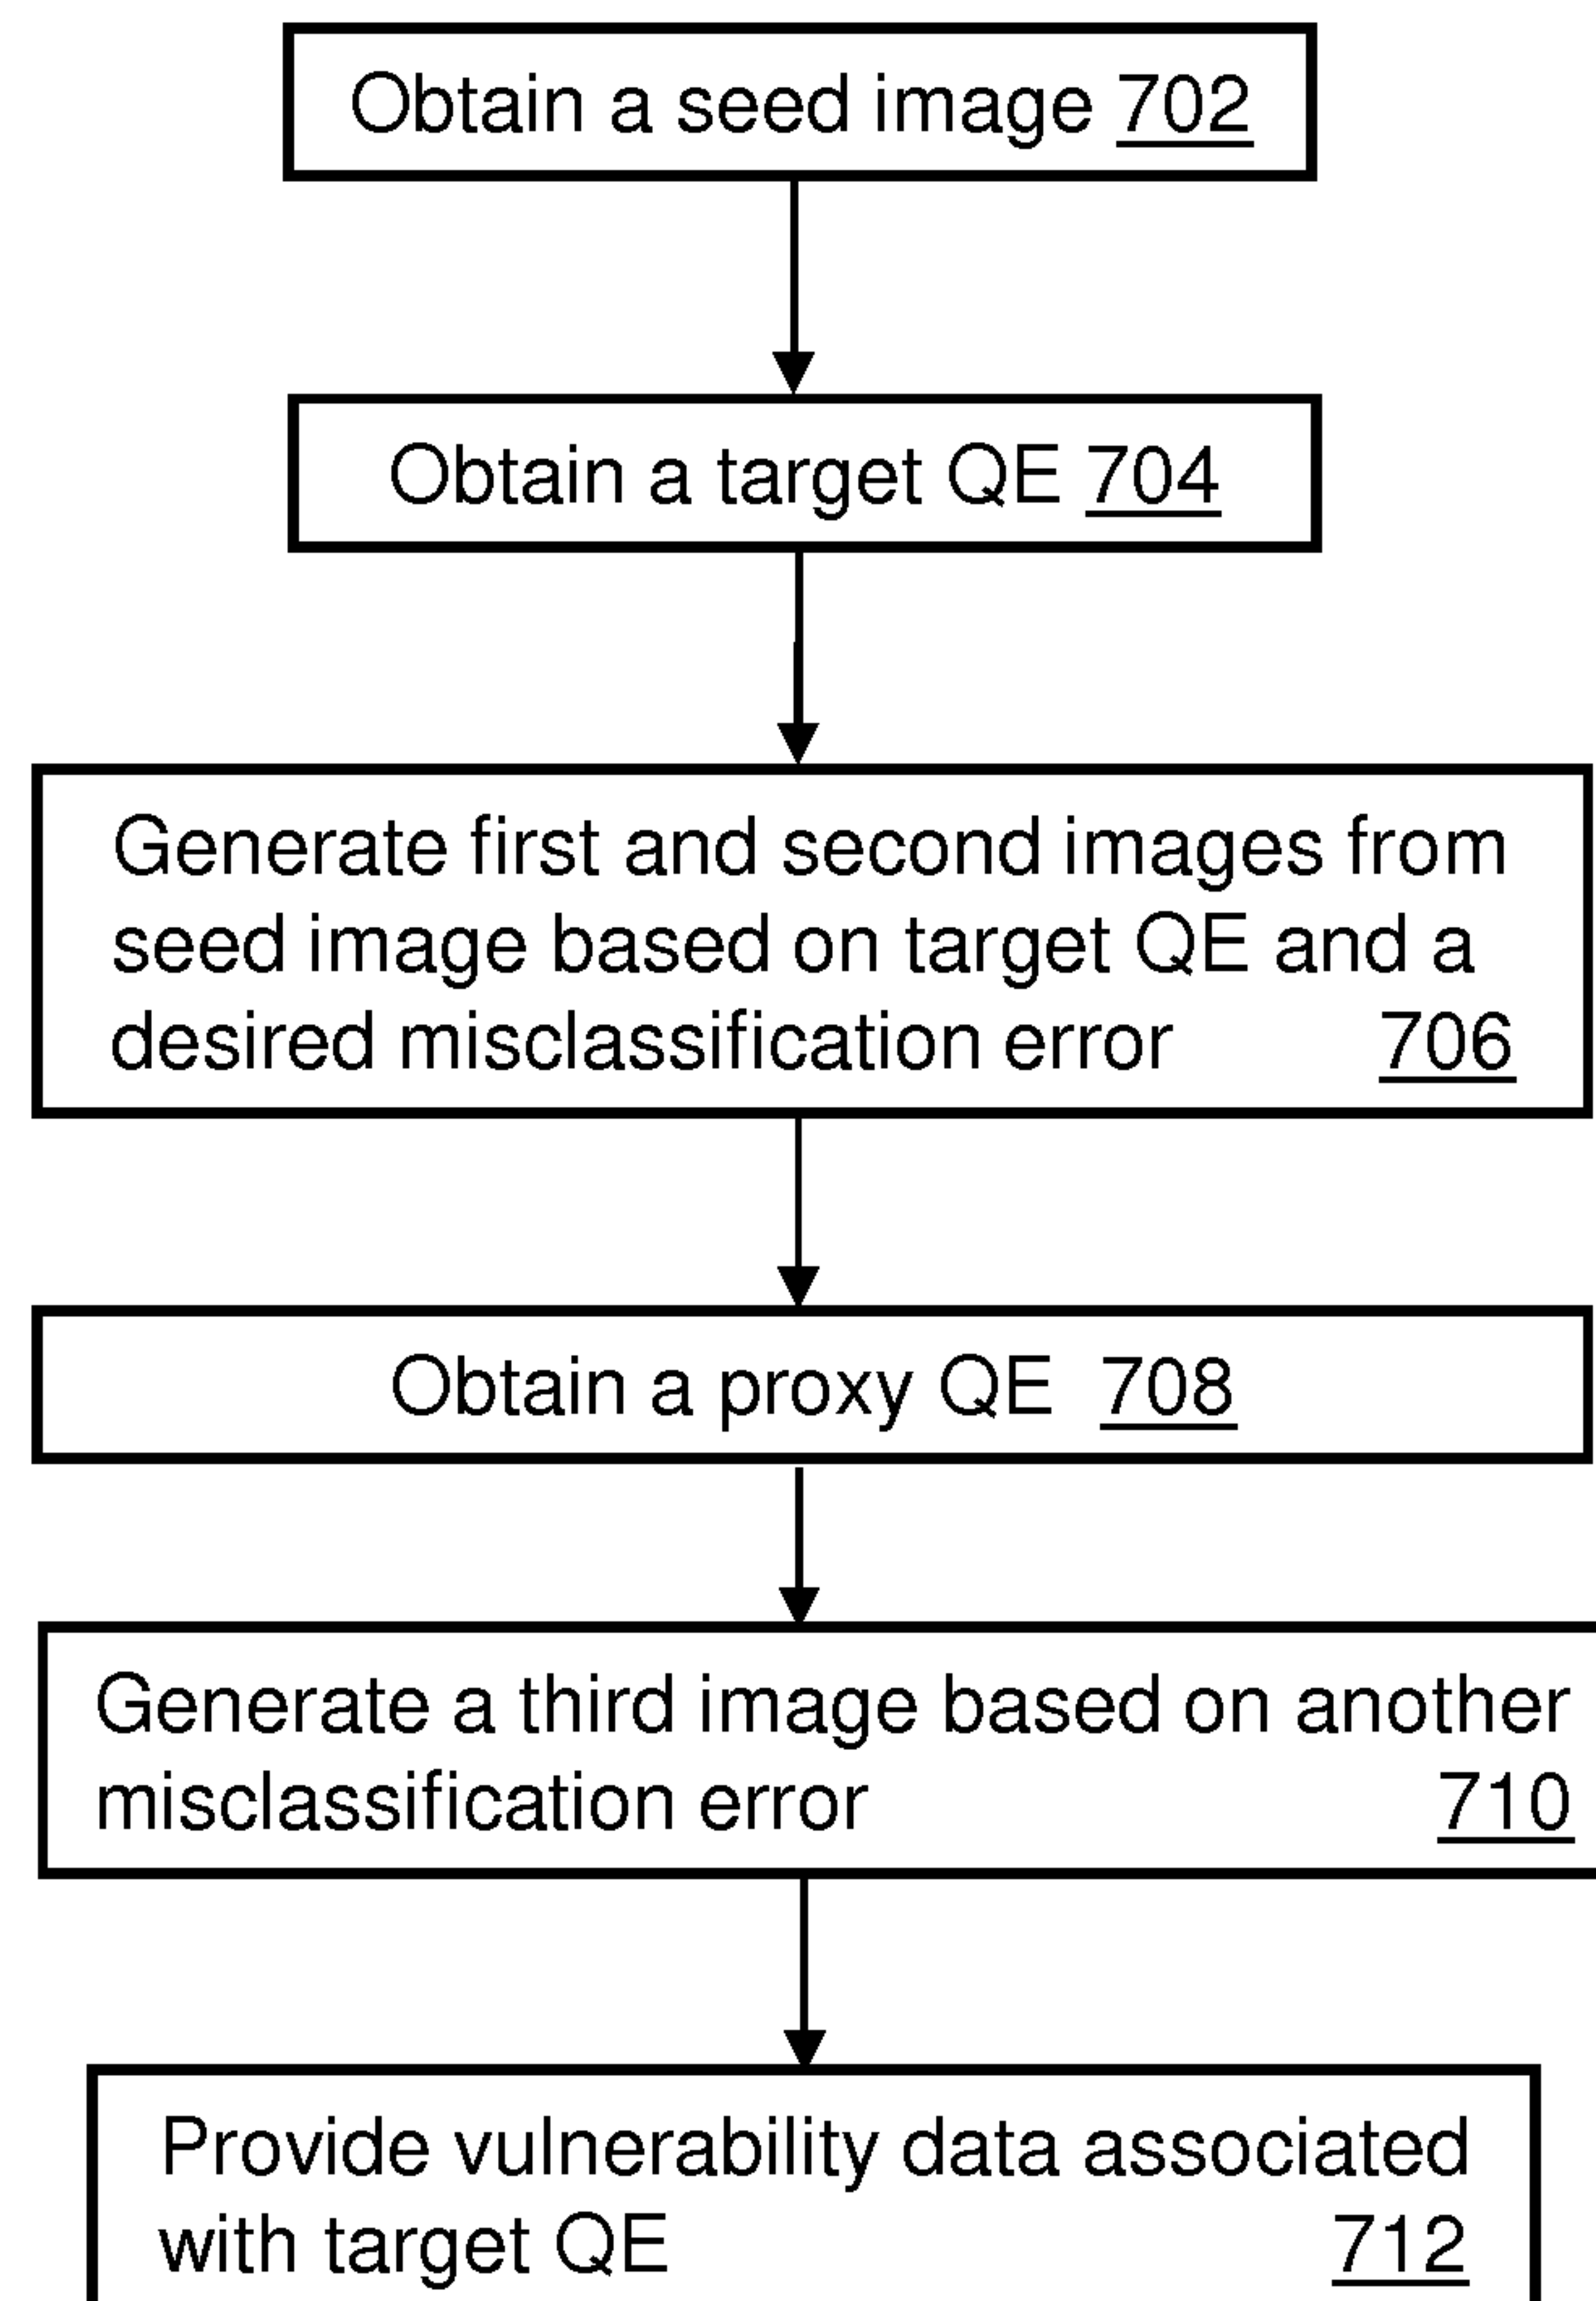 Obtain a seed image 702
Obtain a target QE 704
Generate first and second images from
seed image based on target QE and a
desired misclassification error 706
Obtain a proxy QE 708
Generate a third image based on another
misclassification error 710
Provide vulnerability data associated
with target QE 712